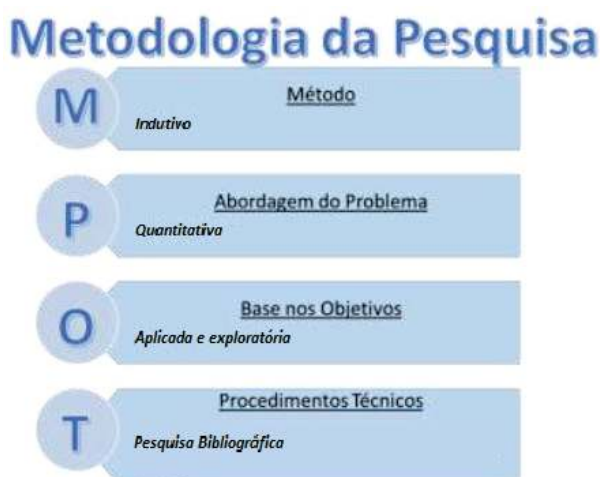 Metodologia da Pesquisa
M
Método
Indutivo
P
Abordagem do Problema
Quantitativa
O
Base nos Objetivos
Aplicada e exploratória
T
Procedimentos Técnicos
Pesquisa Bibliográfica